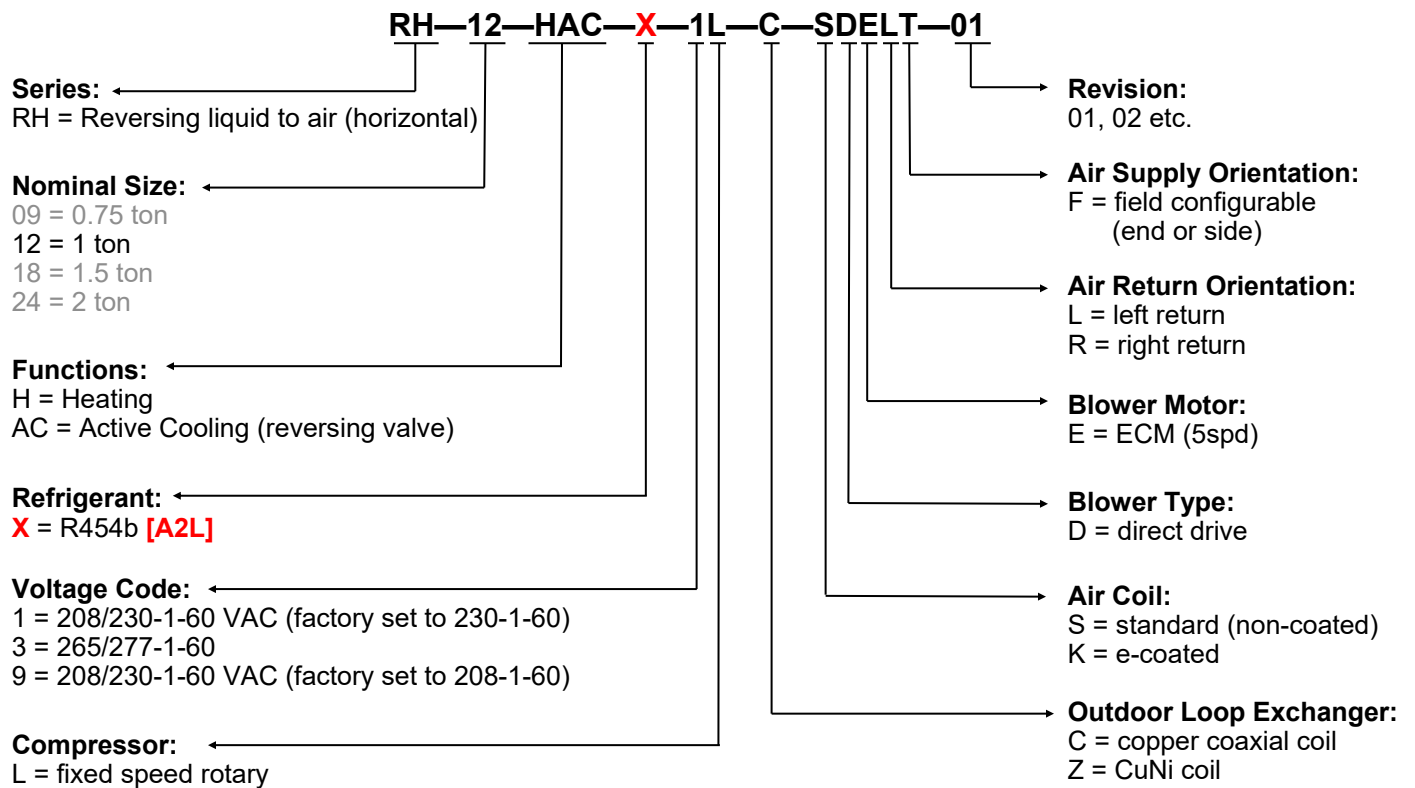 RH—12—HAC—X—1L—C—SDELT—01
Series:
RH = Reversing liquid to air (horizontal)
Nominal Size:
09 = 0.75 ton
12 = 1 ton
18 = 1.5 ton
24 = 2 ton
Functions:
H = Heating
AC = Active Cooling (reversing valve)
Refrigerant:
X = R454b [A2L]
Voltage Code:
1 = 208/230-1-60 VAC (factory set to 230-1-60)
3 = 265/277-1-60
9 = 208/230-1-60 VAC (factory set to 208-1-60)
Compressor:
L = fixed speed rotary
Revision:
01, 02 etc.
Air Supply Orientation:
F = field configurable
(end or side)
Air Return Orientation:
L = left return
R = right return
Blower Motor:
E = ECM (5spd)
Blower Type:
D = direct drive
Air Coil:
S = standard (non-coated)
K = e-coated
Outdoor Loop Exchanger:
C = copper coaxial coil
Z = CuNi coil